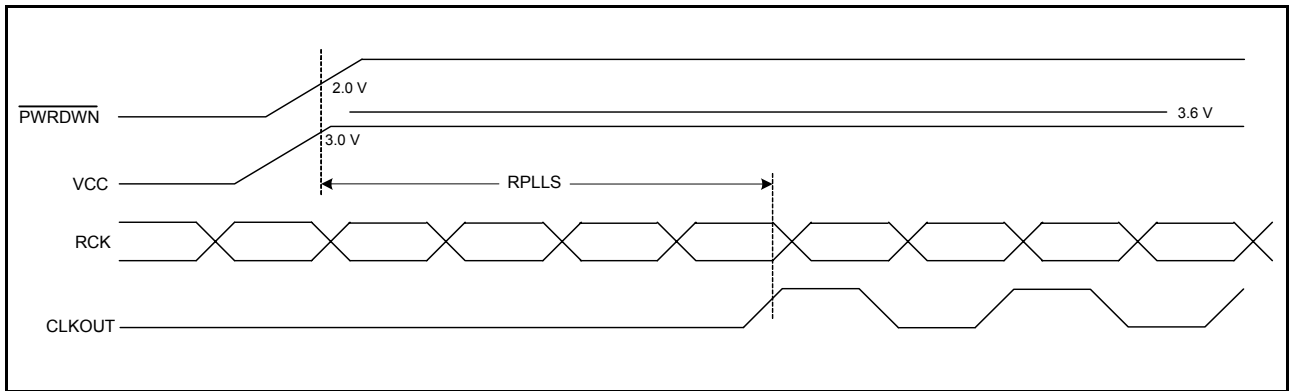 2.0 V
PWRDWN
3.6 V
3.0 V
VCC
RPLLS
RCK
CLKOUT